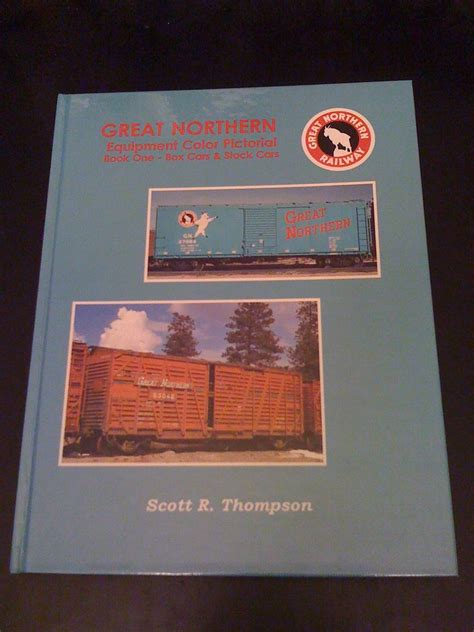 GREAT NORTHERN
Equipment Color Pictorial
Book One - Box Cars & Stock Cars
GREAT NORTHERN
RAILWAY
GN
GREAT
NORTHERN
GREAT NORTHERN
Scott R. Thompson